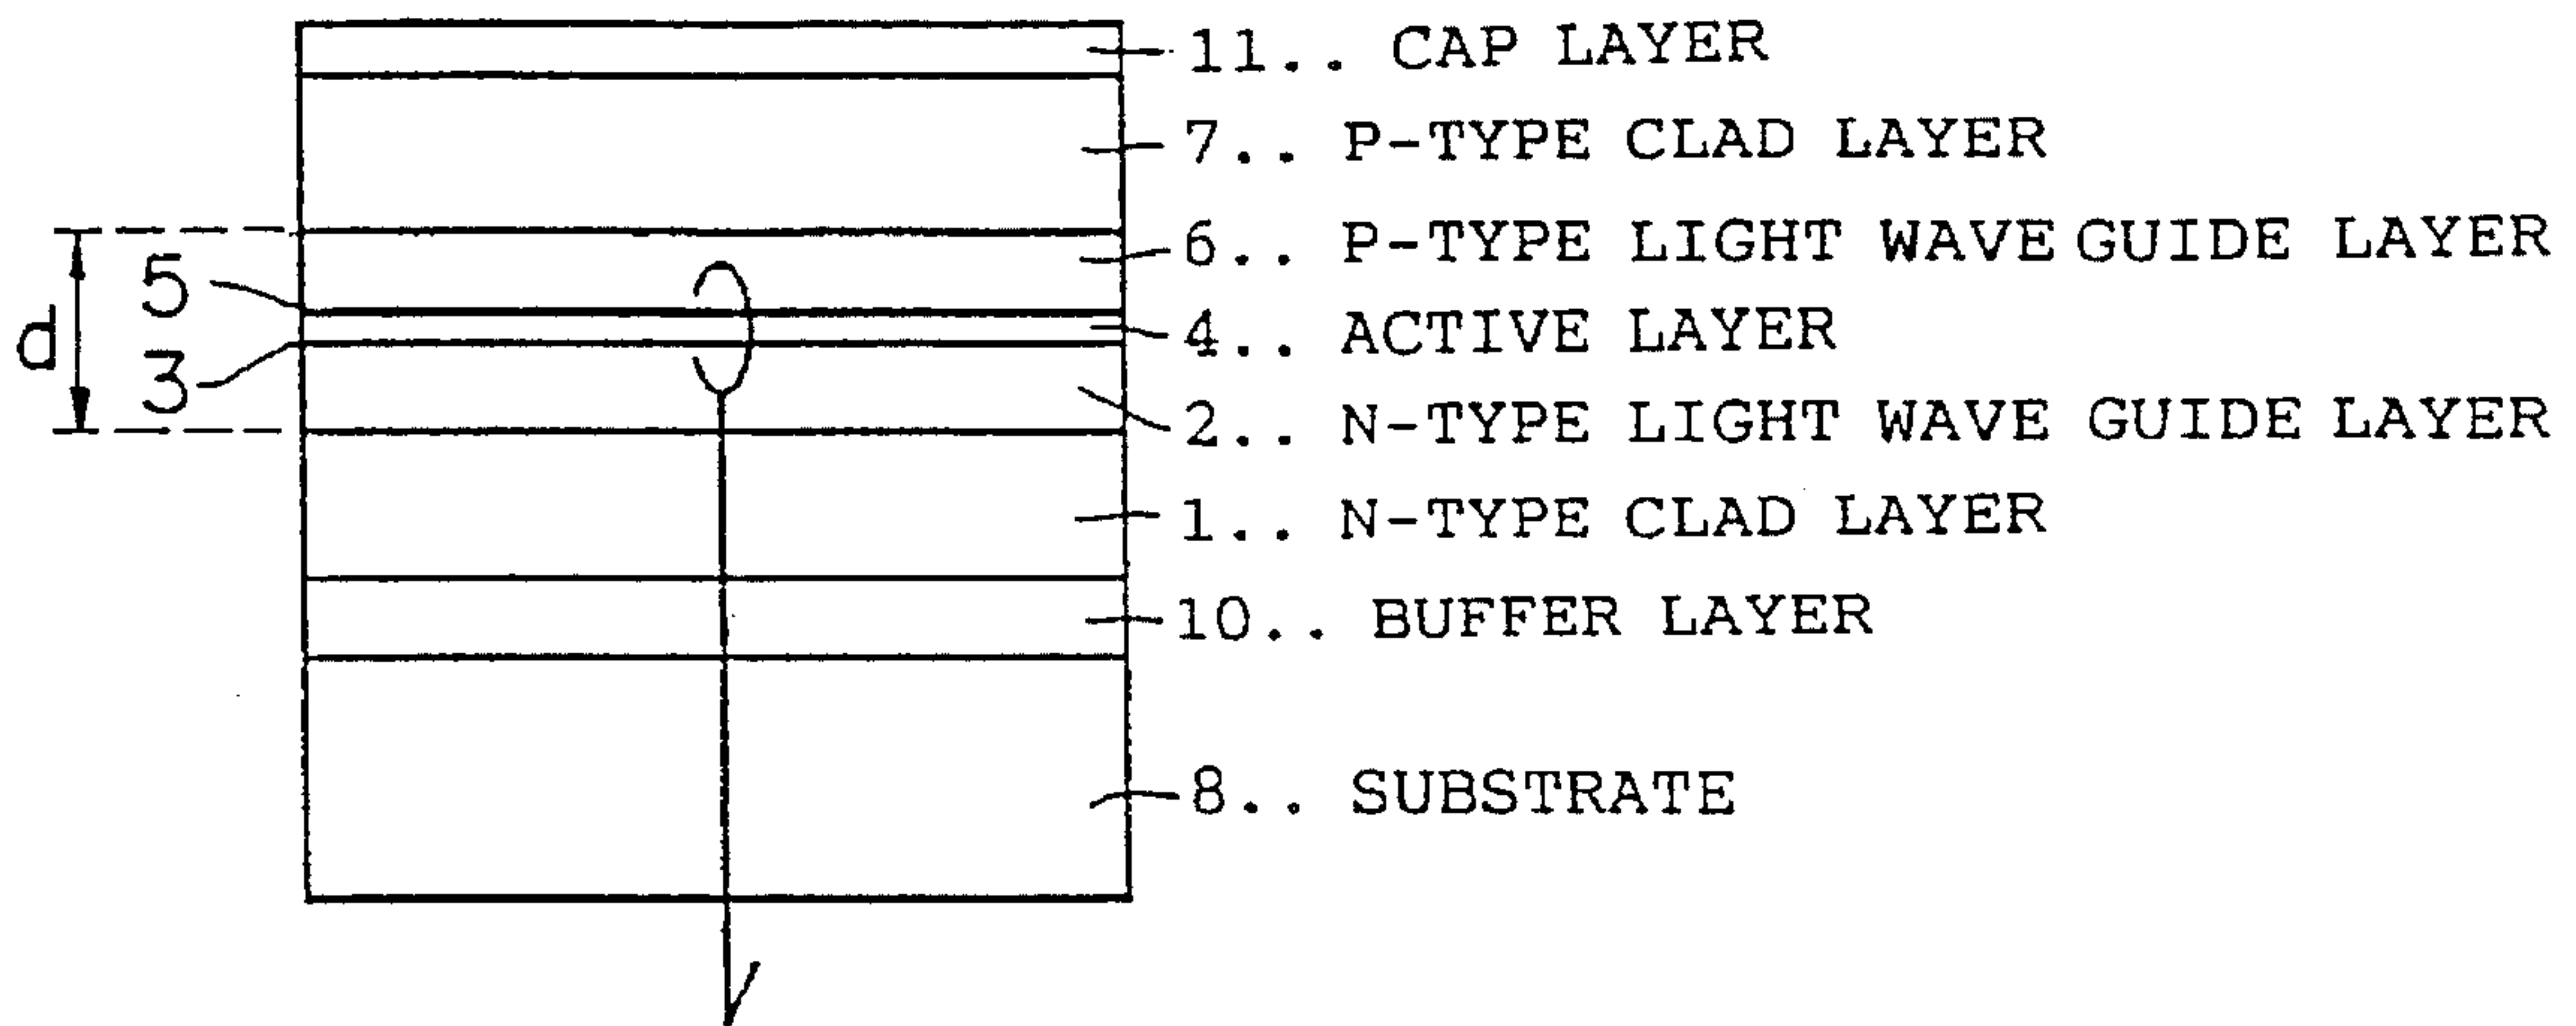 11.. CAP LAYER
7.. P-TYPE CLAD LAYER
6.. P-TYPE LIGHT WAVE GUIDE LAYER
5
d
4.. ACTIVE LAYER
3
2.. N-TYPE LIGHT WAVE GUIDE LAYER
1.. N-TYPE CLAD LAYER
10.. BUFFER LAYER
8.. SUBSTRATE